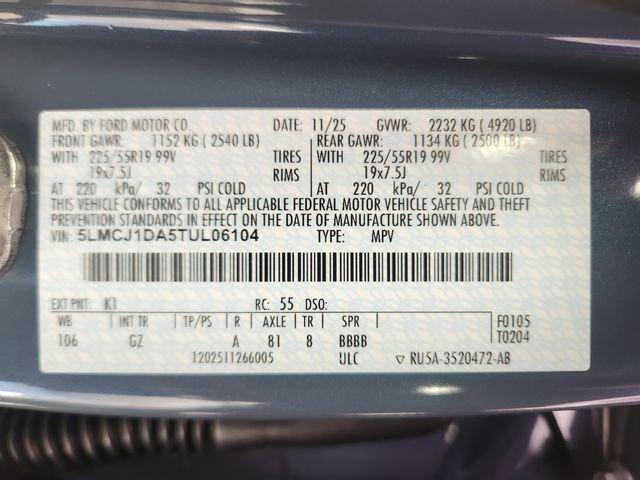 MFD. BY FORD MOTOR CO. DATE: 11/25 GVWR: 2232 KG ( 4920 LB)
FRONT GAWR: 1152 KG ( 2540 LB) REAR GAWR: 1134 KG ( 2500 LB)
WITH 225/55R19 99V TIRES WITH 225/55R19 99V TIRES
19x7.5J RIMS 19x7.5J RIMS
AT 220 kPa/ 32 PSI COLD AT 220 kPa/ 32 PSI COLD
THIS VEHICLE CONFORMS TO ALL APPLICABLE FEDERAL MOTOR VEHICLE SAFETY AND THEFT PREVENTION
STANDARDS IN EFFECT ON THE DATE OF MANUFACTURE SHOWN ABOVE.
VIN: 5LMCJ1DA5TUL06104 TYPE: MPV
EXT PNT: K1 RC: 55 DSO:
WB INT TR TP/PS R AXLE TR SPR F0105
106 GZ A 81 8 BBBB T0204
1202511266005 ULC ▽ RU5A-3520472-AB